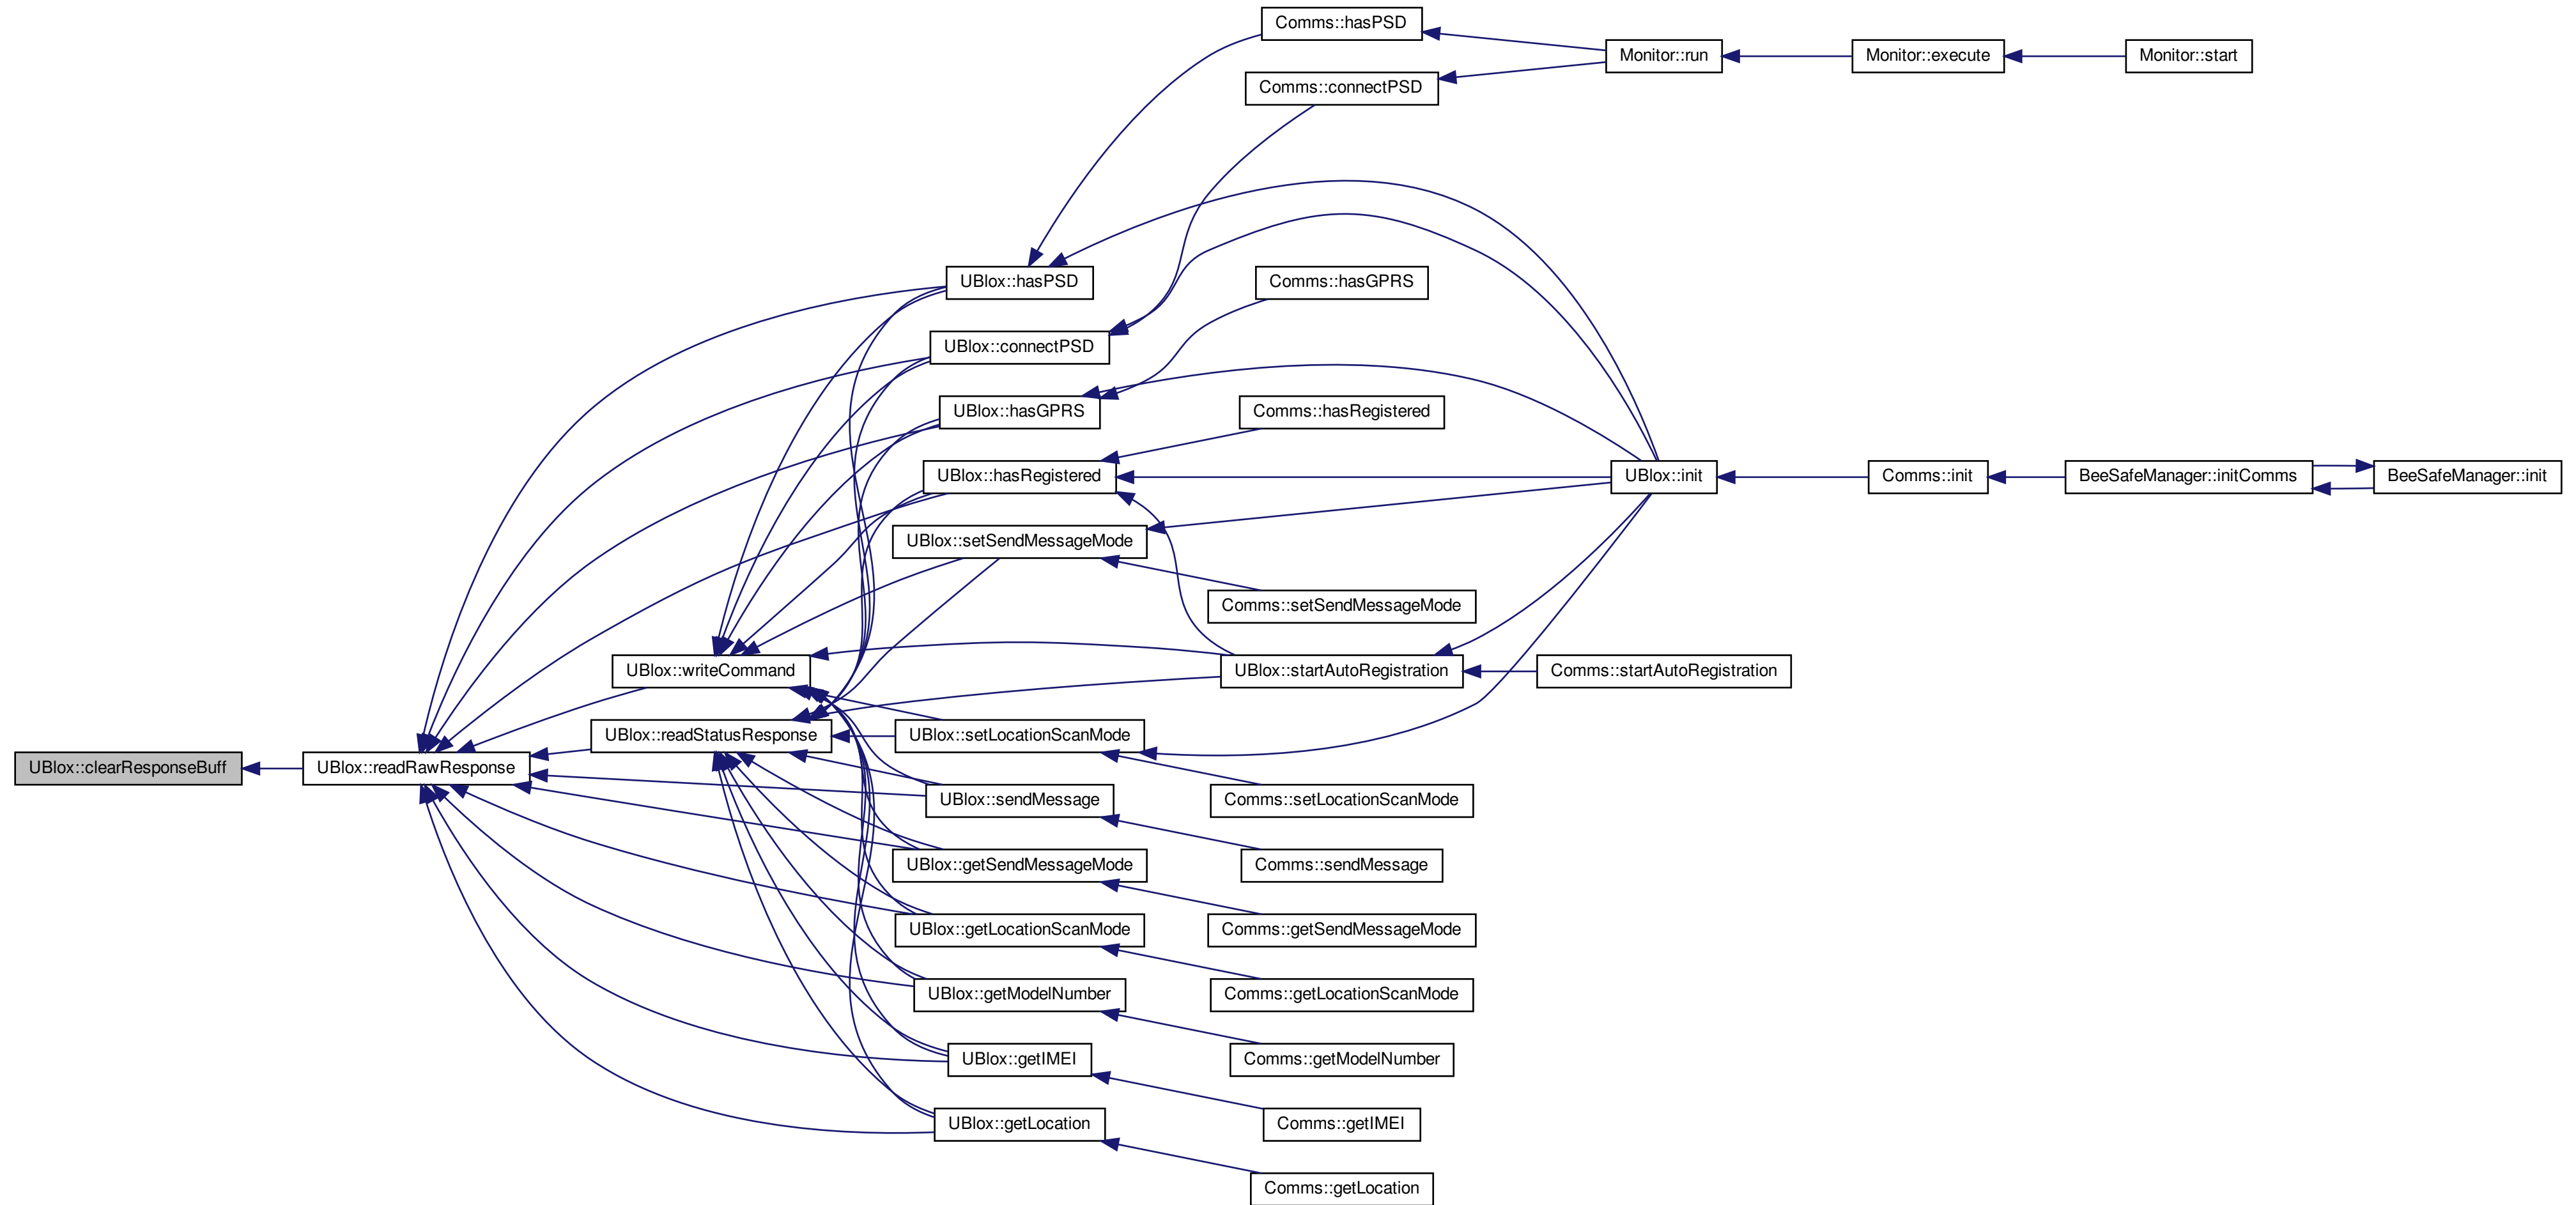 Comms::hasPSD
Monitor::run
Monitor::execute
Monitor::start
Comms::connectPSD
UBlox::hasPSD
Comms::hasGPRS
UBlox::connectPSD
UBlox::hasGPRS
Comms::hasRegistered
UBlox::hasRegistered
UBlox::init
Comms::init
BeeSafeManager::initComms
BeeSafeManager::init
UBlox::setSendMessageMode
Comms::setSendMessageMode
UBlox::writeCommand
UBlox::startAutoRegistration
Comms::startAutoRegistration
UBlox::readStatusResponse
UBlox::setLocationScanMode
UBlox::clearResponseBuff
UBlox::readRawResponse
UBlox::sendMessage
Comms::setLocationScanMode
UBlox::getSendMessageMode
Comms::sendMessage
UBlox::getLocationScanMode
Comms::getSendMessageMode
UBlox::getModelNumber
Comms::getLocationScanMode
UBlox::getIMEI
Comms::getModelNumber
UBlox::getLocation
Comms::getIMEI
Comms::getLocation